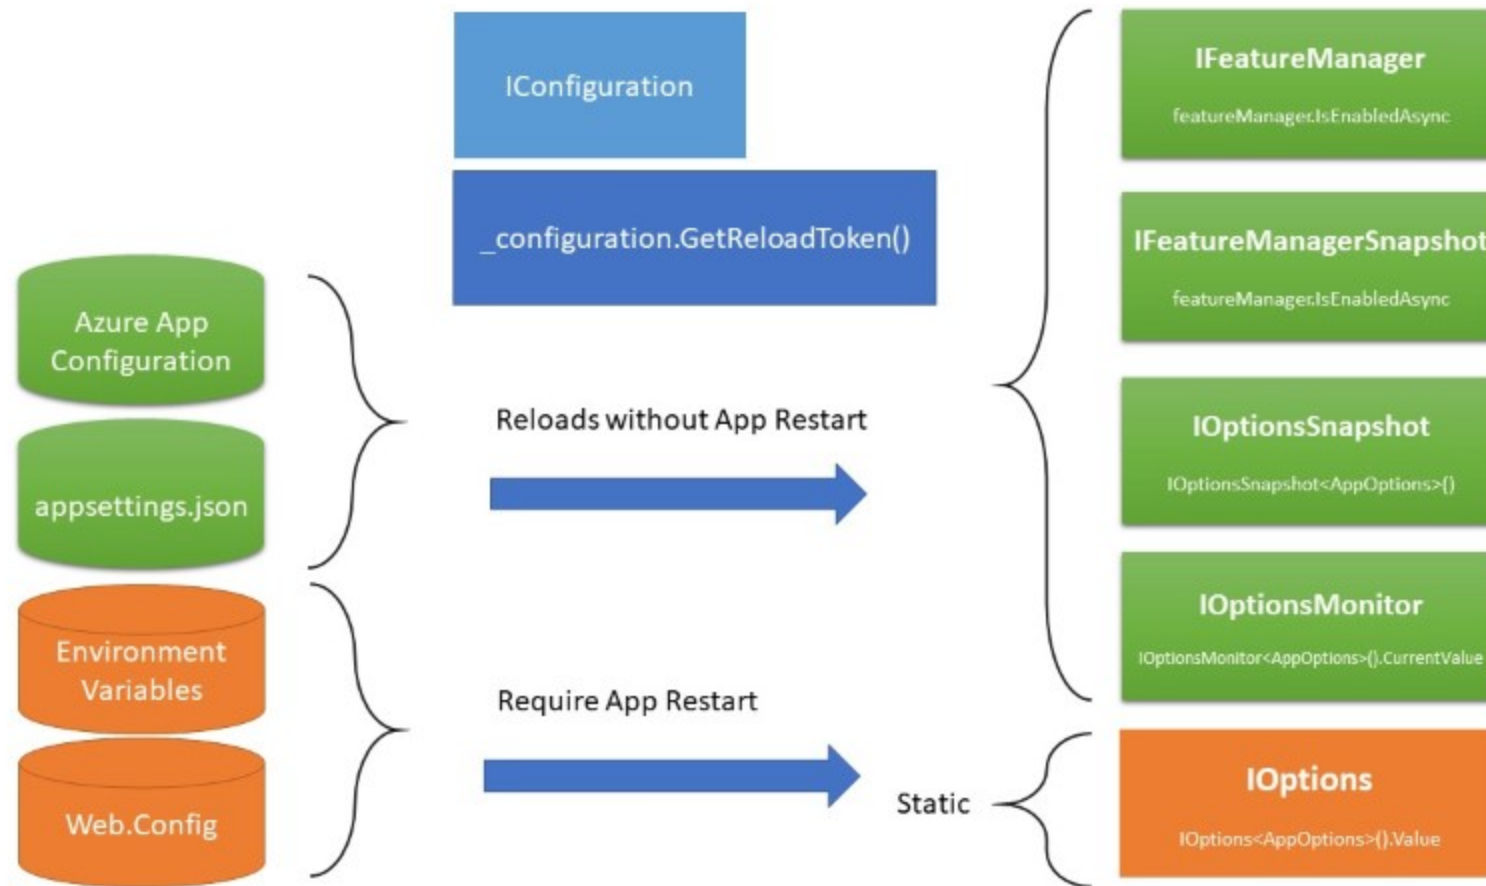 IConfiguration
_configuration.GetReloadToken()
Azure App
Configuration
appsettings.json
Reloads without App Restart
Environment
Variables
Web.Config
Require App Restart
Static
IFeatureManager
featureManager.IsEnabledAsync
IFeatureManagerSnapshot
featureManager.IsEnabledAsync
IOptionsSnapshot
IOptionsSnapshot<AppOptions>()
IOptionsMonitor
IOptionsMonitor<AppOptions>().CurrentValue
IOptions
IOptions<AppOptions>().Value